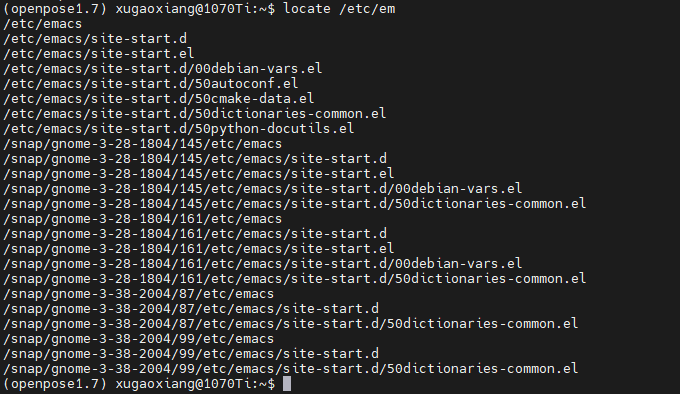 (openpose1.7) xugaoxiang@1070Ti:~$ locate /etc/em
/etc/emacs
/etc/emacs/site-start.d
/etc/emacs/site-start.el
/etc/emacs/site-start.d/00debian-vars.el
/etc/emacs/site-start.d/50autoconf.el
/etc/emacs/site-start.d/50cmake-data.el
/etc/emacs/site-start.d/50dictionaries-common.el
/etc/emacs/site-start.d/50python-docutils.el
/snap/gnome-3-28-1804/145/etc/emacs
/snap/gnome-3-28-1804/145/etc/emacs/site-start.d
/snap/gnome-3-28-1804/145/etc/emacs/site-start.el
/snap/gnome-3-28-1804/145/etc/emacs/site-start.d/00debian-vars.el
/snap/gnome-3-28-1804/145/etc/emacs/site-start.d/50dictionaries-common.el
/snap/gnome-3-28-1804/161/etc/emacs
/snap/gnome-3-28-1804/161/etc/emacs/site-start.d
/snap/gnome-3-28-1804/161/etc/emacs/site-start.el
/snap/gnome-3-28-1804/161/etc/emacs/site-start.d/00debian-vars.el
/snap/gnome-3-28-1804/161/etc/emacs/site-start.d/50dictionaries-common.el
/snap/gnome-3-38-2004/87/etc/emacs
/snap/gnome-3-38-2004/87/etc/emacs/site-start.d
/snap/gnome-3-38-2004/87/etc/emacs/site-start.d/50dictionaries-common.el
/snap/gnome-3-38-2004/99/etc/emacs
/snap/gnome-3-38-2004/99/etc/emacs/site-start.d
/snap/gnome-3-38-2004/99/etc/emacs/site-start.d/50dictionaries-common.el
(openpose1.7) xugaoxiang@1070Ti:~$